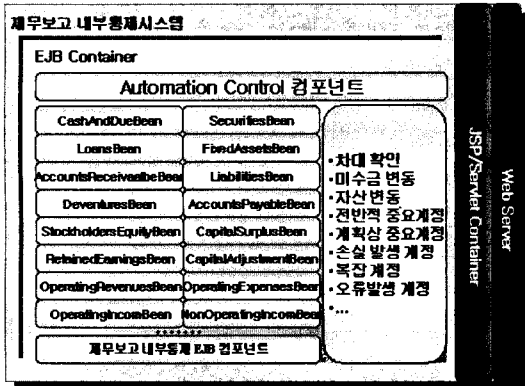 재무보고 내부통제시스템
EJB Container
Automation Control 컴포넌트
CashAndDueBean
SecuritiesBean
LoansBean
FixedAssetsBean
AccountsReceivaalbeBean
LiabilitiesBean
DeventuresBean
AccountsPayableBean
StockholdersEquityBean
CapitalSurplusBean
RetainedEarningsBean
CapitalAdjustmentBean
OperatingRevenuesBean
OperatingExpensesBean
OperatingIncomBean
NonOperatingIncomBean
........
재무보고 내부통제 EJB 컴포넌트
•차대 확인
•미수금 변동
•자산 변동
•전반적 중요계정
•계획상 중요계정
•손실 발생 계정
•복잡 계정
•오류발생 계정
•...
JSP/Servlet Container
Web Server